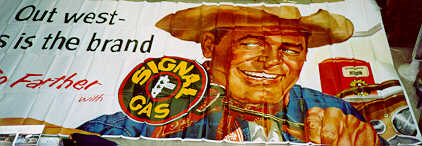 Out west-
s is the brand
o Farther
with
SIGNAL
GAS